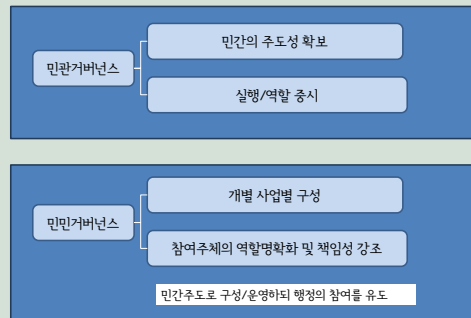 민관거버넌스
민간의 주도성 확보
실행/역할 중시
민민거버넌스
개별 사업별 구성
참여주체의 역할명확화 및 책임성 강조
민간주도로 구성/운영하되 행정의 참여를 유도